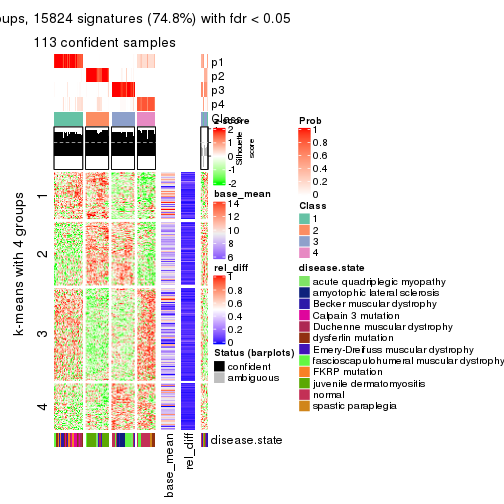 oups, 15824 signatures (74.8%) with fdr < 0.05
113 confident samples
p1
p2
p3
p4
Class
Silhouette
score
k-means with 4 groups
1
2
3
4
base_mean
rel_diff
disease.state
z-score
2
1
0
-1
-2
base_mean
14
12
10
8
6
rel_diff
1
0.8
0.6
0.4
0.2
0
Status (barplots)
confident
ambiguous
Prob
1
0.8
0.6
0.4
0.2
0
Class
1
2
3
4
disease.state
acute quadriplegic myopathy
amyotophic lateral sclerosis
Becker muscular dystrophy
Calpain 3 mutation
Duchenne muscular dystrophy
dysferlin mutation
Emery-Dreifuss muscular dystrophy
fascioscapulohumeral muscular dystrophy
FKRP mutation
juvenile dermatomyositis
normal
spastic paraplegia